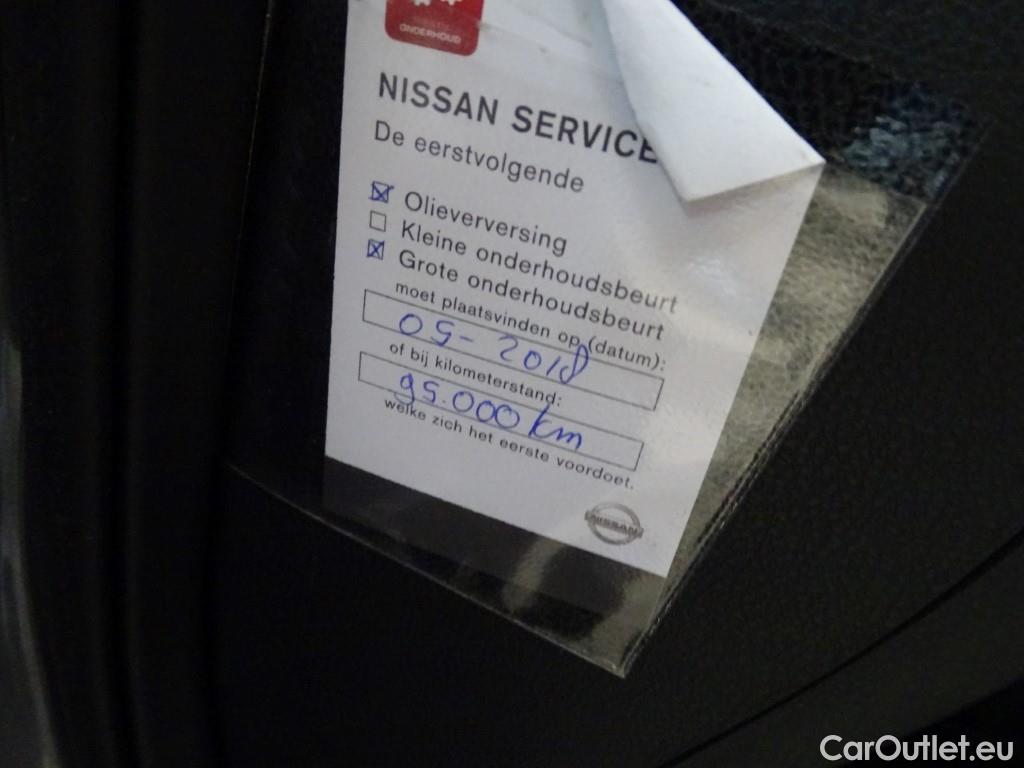 ONDERHOUD
NISSAN SERVICE
De eerstvolgende
Olieverversing
Kleine onderhoudsbeurt
Grote onderhoudsbeurt
moet plaatsvinden op (datum):
05-2018
of bij kilometerstand:
95.000 km
welke zich het eerste voordoet.
NISSAN
CarOutlet.eu